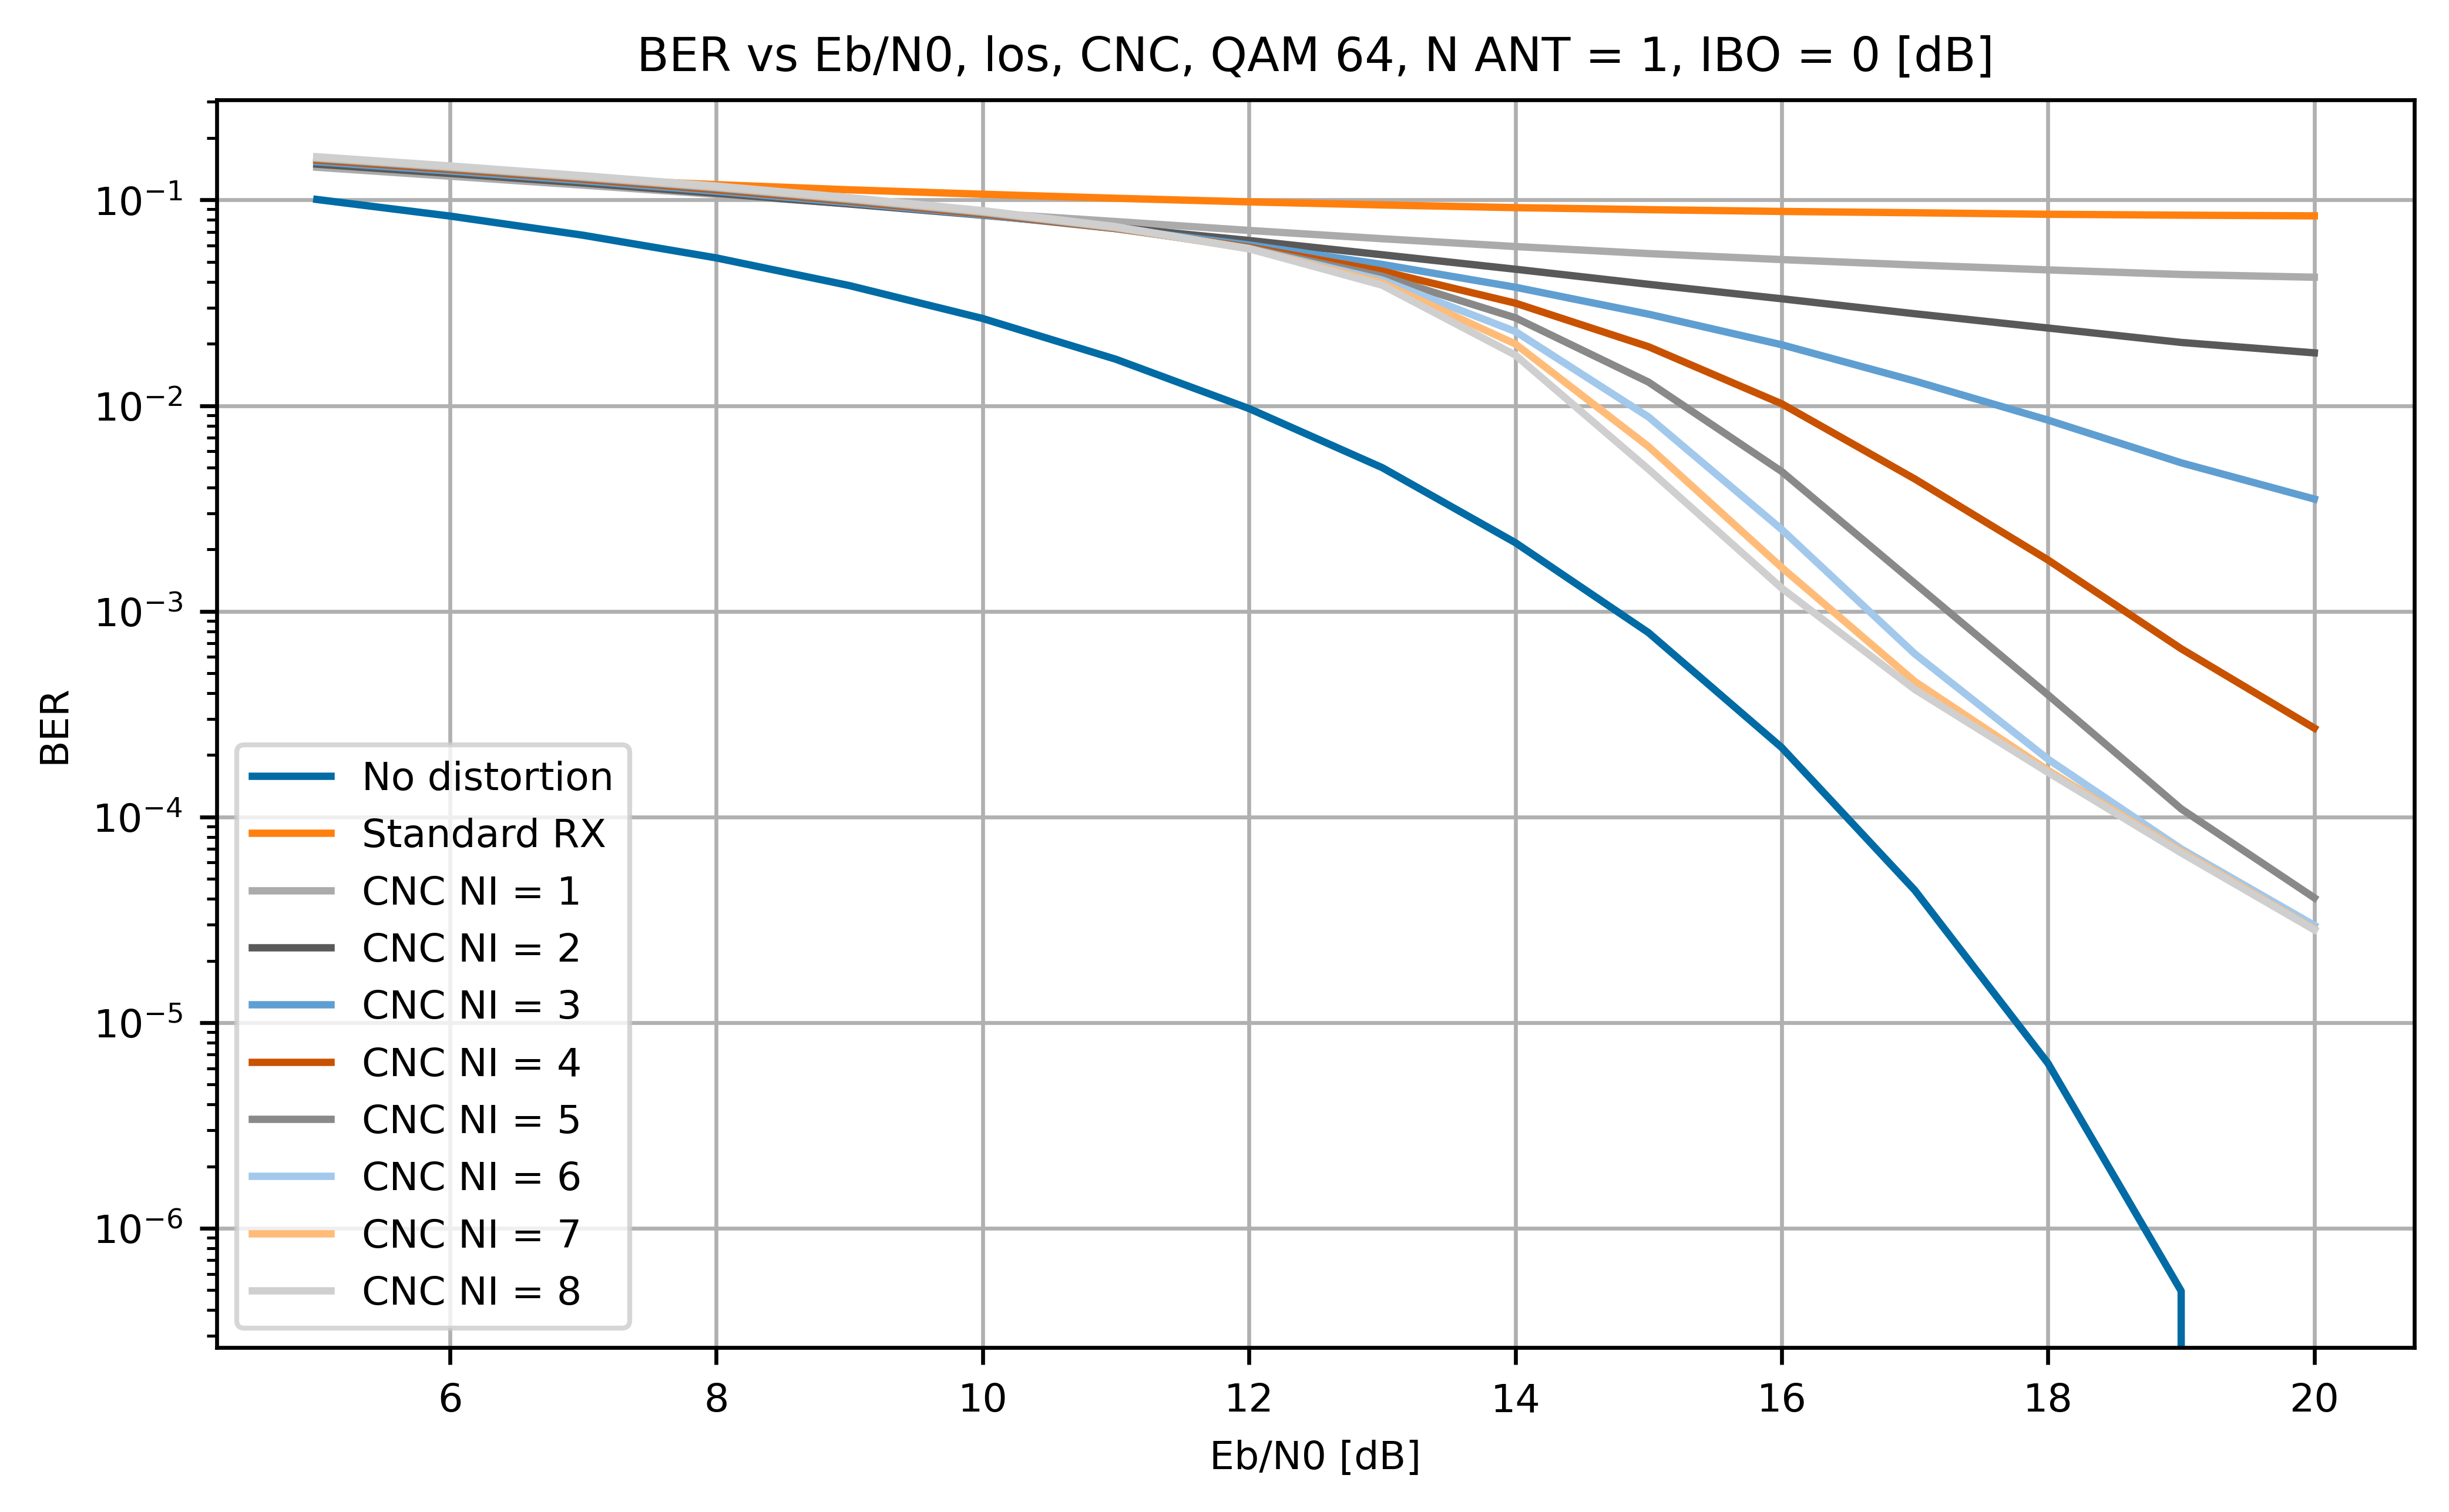 BER vs Eb/N0, los, CNC, QAM 64, N ANT = 1, IBO = 0 [dB]
BER
10⁻¹
10⁻²
10⁻³
10⁻⁴
10⁻⁵
10⁻⁶
No distortion
Standard RX
CNC NI = 1
CNC NI = 2
CNC NI = 3
CNC NI = 4
CNC NI = 5
CNC NI = 6
CNC NI = 7
CNC NI = 8
6 8 10 12 14 16 18 20
Eb/N0 [dB]